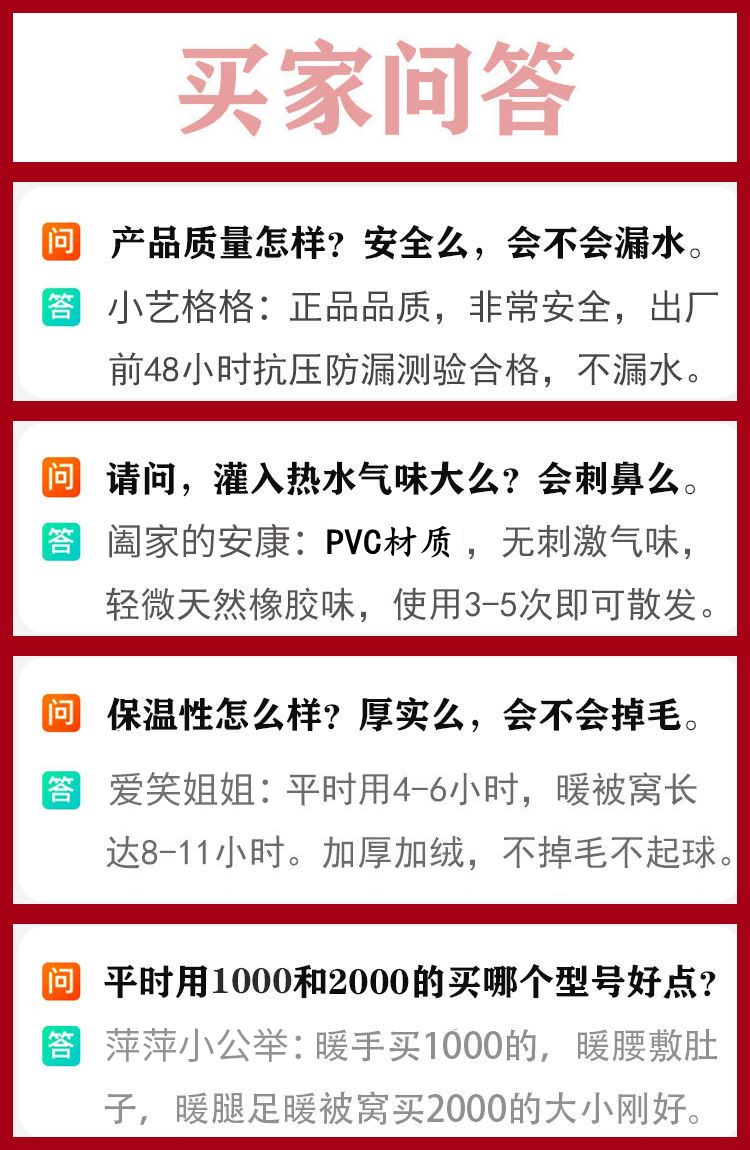 买家问答
问 产品质量怎样？安全么，会不会漏水。
答 小艺格格：正品品质，非常安全，出厂
前48小时抗压防漏测验合格，不漏水。
问 请问，灌入热水气味大么？会刺鼻么。
答 阖家的安康：PVC材质，无刺激气味，
轻微天然橡胶味，使用3-5次即可散发。
问 保温性怎么样？厚实么，会不会掉毛。
答 爱笑姐姐：平时用4-6小时，暖被窝长
达8-11小时。加厚加绒，不掉毛不起球。
问 平时用1000和2000的买哪个型号好点？
答 萍萍小公举：暖手买1000的，暖腰敷肚
子，暖腿足暖被窝买2000的大小刚好。